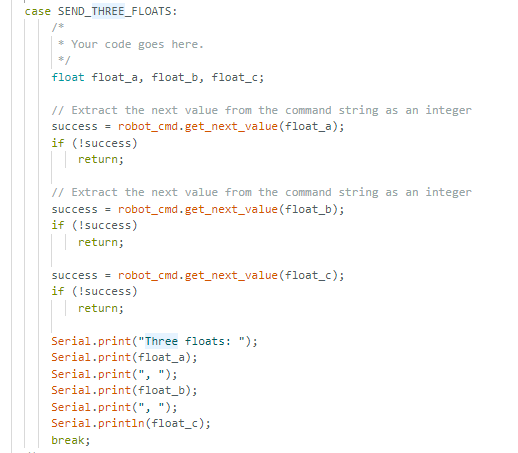 case SEND_THREE_FLOATS:
/*
* Your code goes here.
*/
float float_a, float_b, float_c;
// Extract the next value from the command string as an integer
success = robot_cmd.get_next_value(float_a);
if (!success)
return;
// Extract the next value from the command string as an integer
success = robot_cmd.get_next_value(float_b);
if (!success)
return;
success = robot_cmd.get_next_value(float_c);
if (!success)
return;
Serial.print("Three floats: ");
Serial.print(float_a);
Serial.print(", ");
Serial.print(float_b);
Serial.print(", ");
Serial.println(float_c);
break;